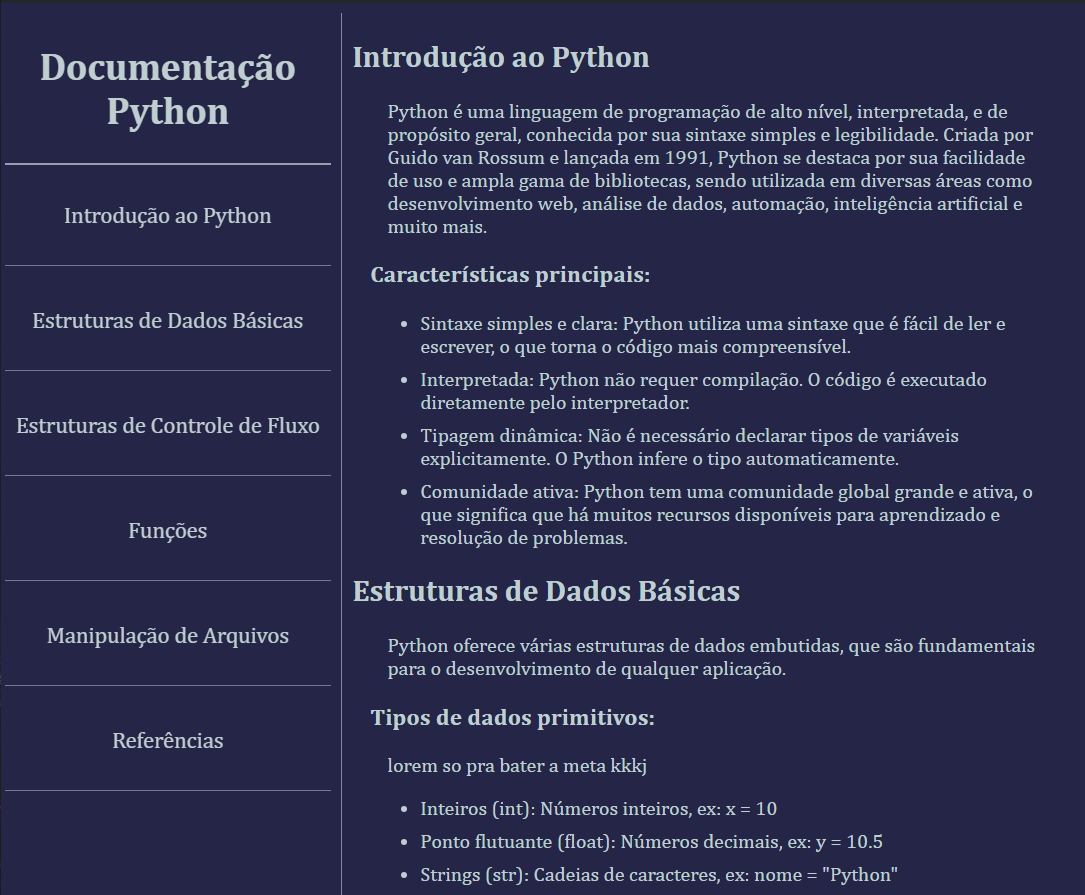 Documentação
Python
Introdução ao Python
Estruturas de Dados Básicas
Estruturas de Controle de Fluxo
Funções
Manipulação de Arquivos
Referências
Introdução ao Python
Python é uma linguagem de programação de alto nível, interpretada, e de
propósito geral, conhecida por sua sintaxe simples e legibilidade. Criada por
Guido van Rossum e lançada em 1991, Python se destaca por sua facilidade
de uso e ampla gama de bibliotecas, sendo utilizada em diversas áreas como
desenvolvimento web, análise de dados, automação, inteligência artificial e
muito mais.
Características principais:
• Sintaxe simples e clara: Python utiliza uma sintaxe que é fácil de ler e
escrever, o que torna o código mais compreensível.
• Interpretada: Python não requer compilação. O código é executado
diretamente pelo interpretador.
• Tipagem dinâmica: Não é necessário declarar tipos de variáveis
explicitamente. O Python infere o tipo automaticamente.
• Comunidade ativa: Python tem uma comunidade global grande e ativa, o
que significa que há muitos recursos disponíveis para aprendizado e
resolução de problemas.
Estruturas de Dados Básicas
Python oferece várias estruturas de dados embutidas, que são fundamentais
para o desenvolvimento de qualquer aplicação.
Tipos de dados primitivos:
lorem so pra bater a meta kkkj
• Inteiros (int): Números inteiros, ex: x = 10
• Ponto flutuante (float): Números decimais, ex: y = 10.5
• Strings (str): Cadeias de caracteres, ex: nome = "Python"